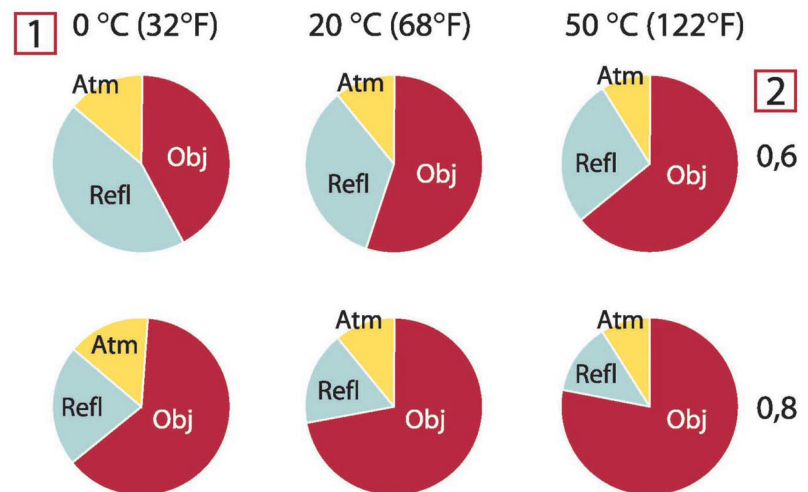 1 0 °C (32°F) 20 °C (68°F) 50 °C (122°F)
Atm Atm Atm
2
Obj Refl Obj Refl Obj Refl 0,6
Atm Atm Atm
Refl Obj Refl Obj Refl Obj 0,8